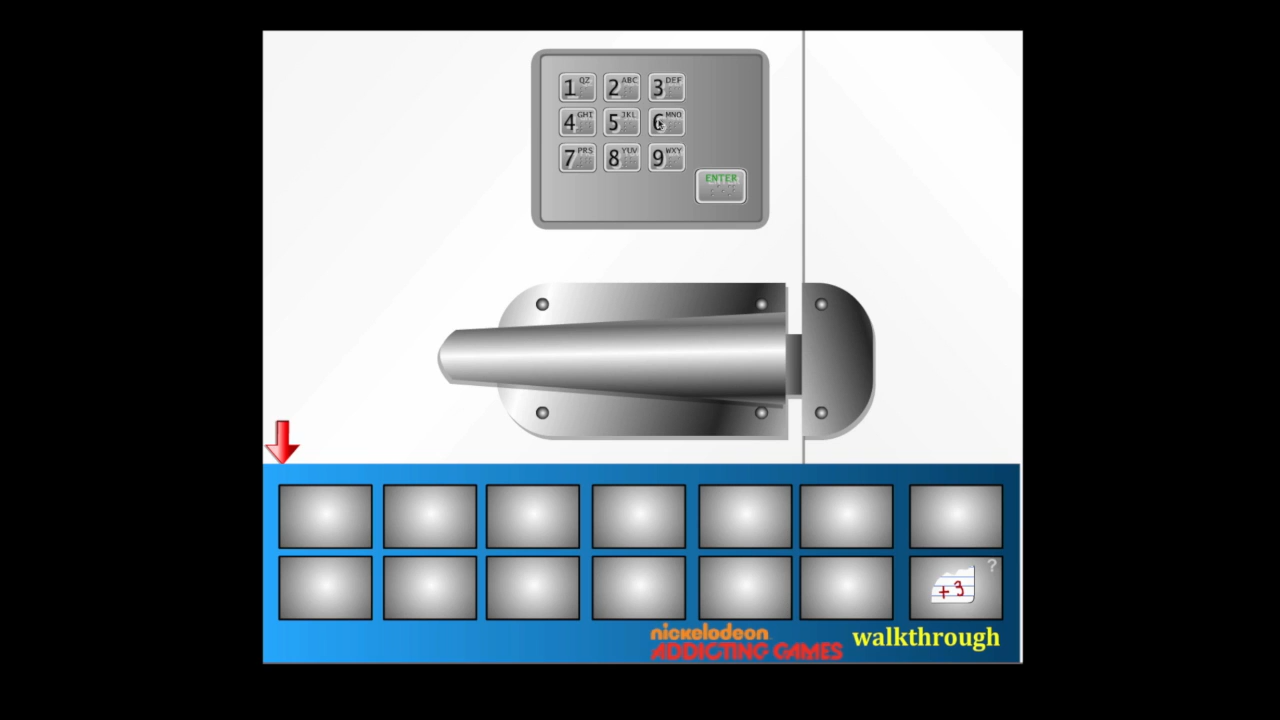 1 QZ 2 ABC 3 DEF
4 GHI 5 JKL 6 MNO
7 PRS 8 YUV 9 WXY
ENTER
?
+3
nickelodeon
ADDICTING GAMES
walkthrough